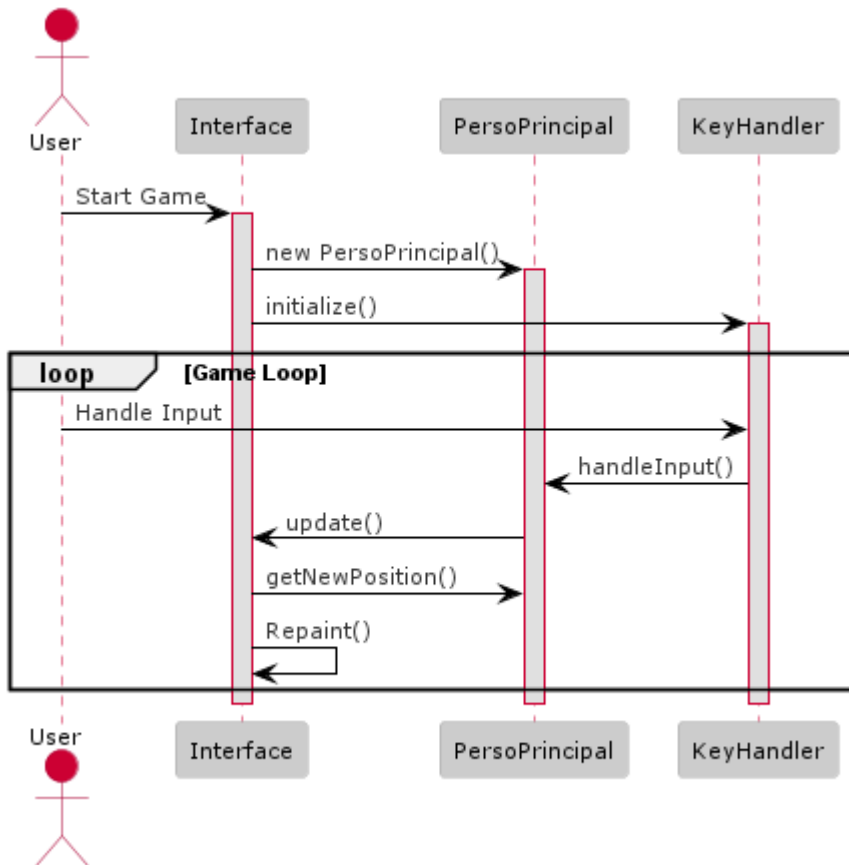 User
Interface
PersoPrincipal
KeyHandler
Start Game
new PersoPrincipal()
initialize()
loop
[Game Loop]
Handle Input
handleInput()
update()
getNewPosition()
Repaint()
User
Interface
PersoPrincipal
KeyHandler